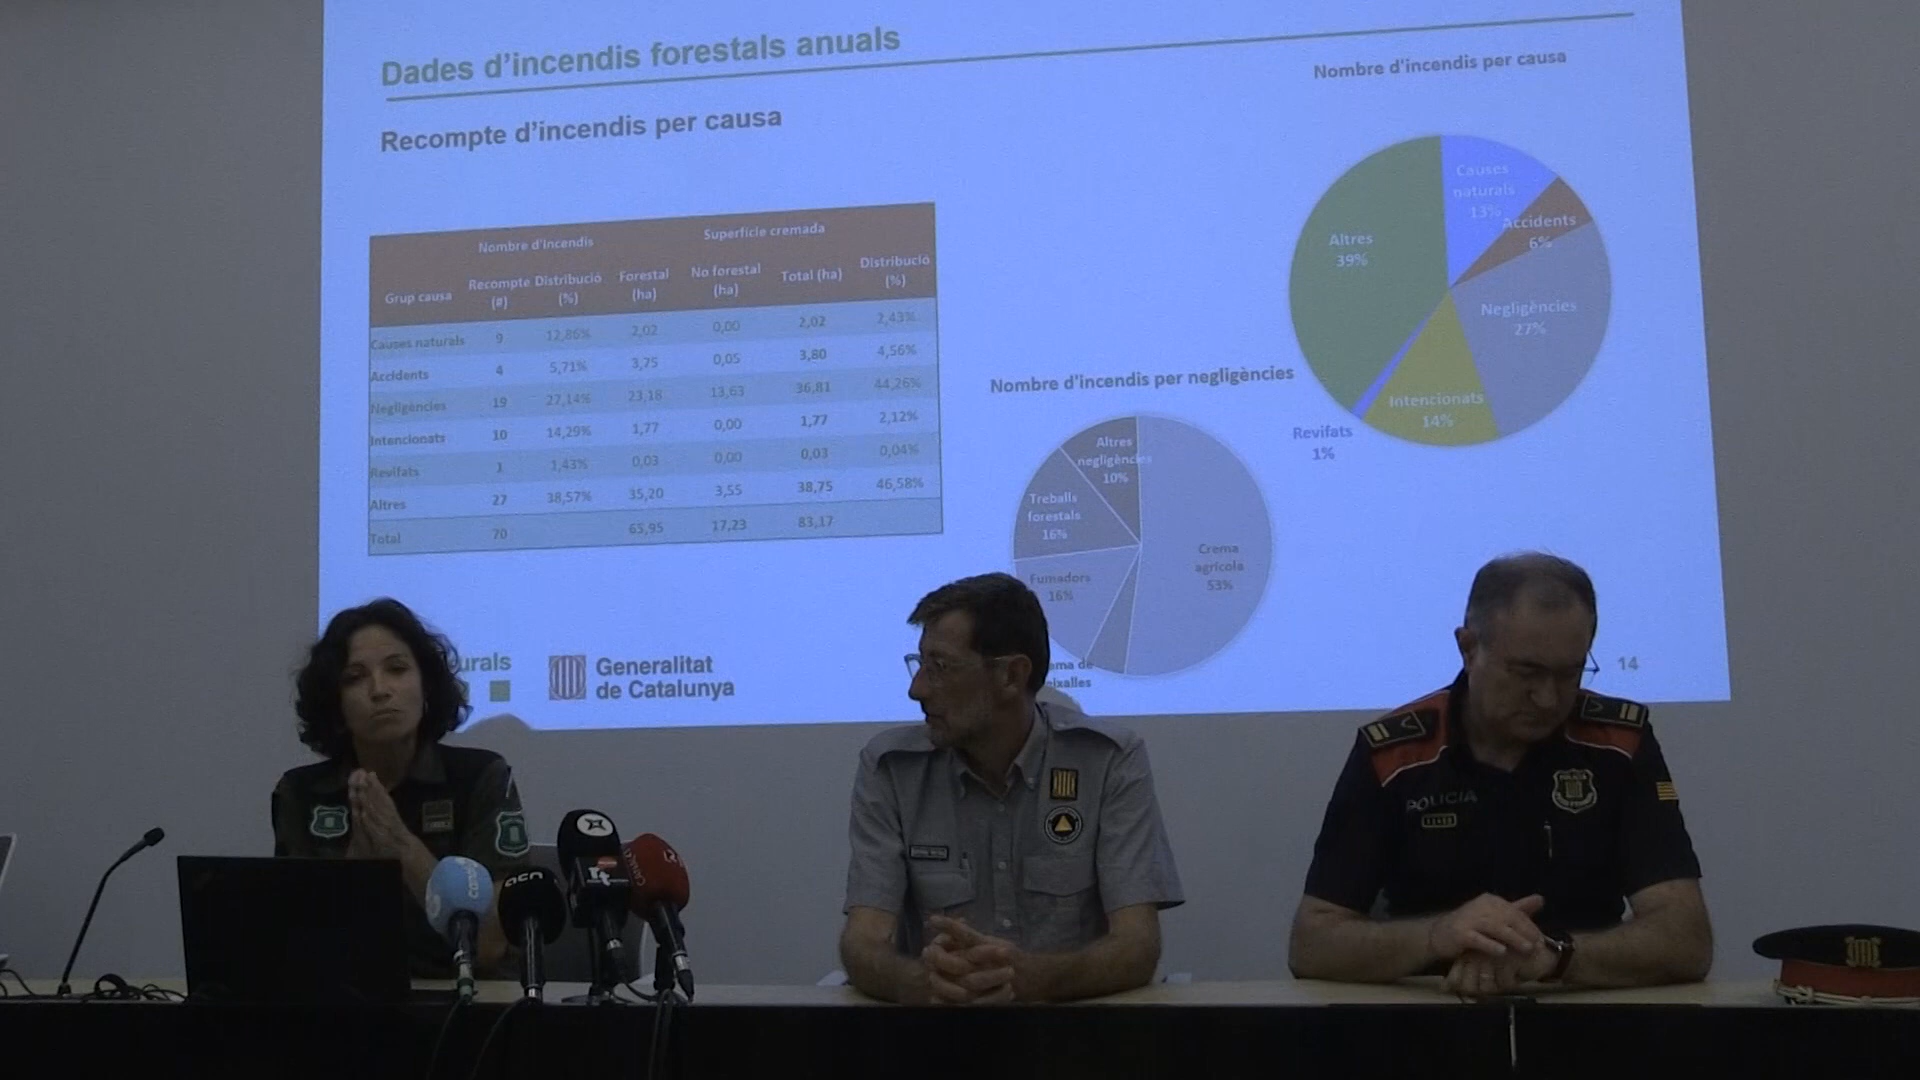 Dades d'incendis forestals anuals
Recompte d'incendis per causa
Nombre d'incendis
Superfície cremada
Grup causa
Recompte (#)
Distribució (%)
Forestal (ha)
No forestal (ha)
Total (ha)
Distribució (%)
Causes naturals 9 12,86% 2,02 0,00 2,02 2,43%
Accidents 4 5,71% 3,75 0,05 3,80 4,56%
Negligències 19 27,14% 23,18 13,63 36,81 44,26%
Intencionats 10 14,29% 1,77 0,00 1,77 2,12%
Revifats 1 1,43% 0,03 0,00 0,03 0,04%
Altres 27 38,57% 35,20 3,55 38,75 46,58%
Total 70 65,95 17,23 83,17
Nombre d'incendis per causa
Causes
naturals
13%
Accidents
6%
Negligències
27%
Intencionats
14%
Revifats
1%
Altres
39%
Nombre d'incendis per negligències
Altres
negligències
10%
Treballs
forestals
16%
Fumadors
16%
Crema
agrícola
53%
ama de
eixalles
urals
Generalitat
de Catalunya
14
POLICIA
acn
rt